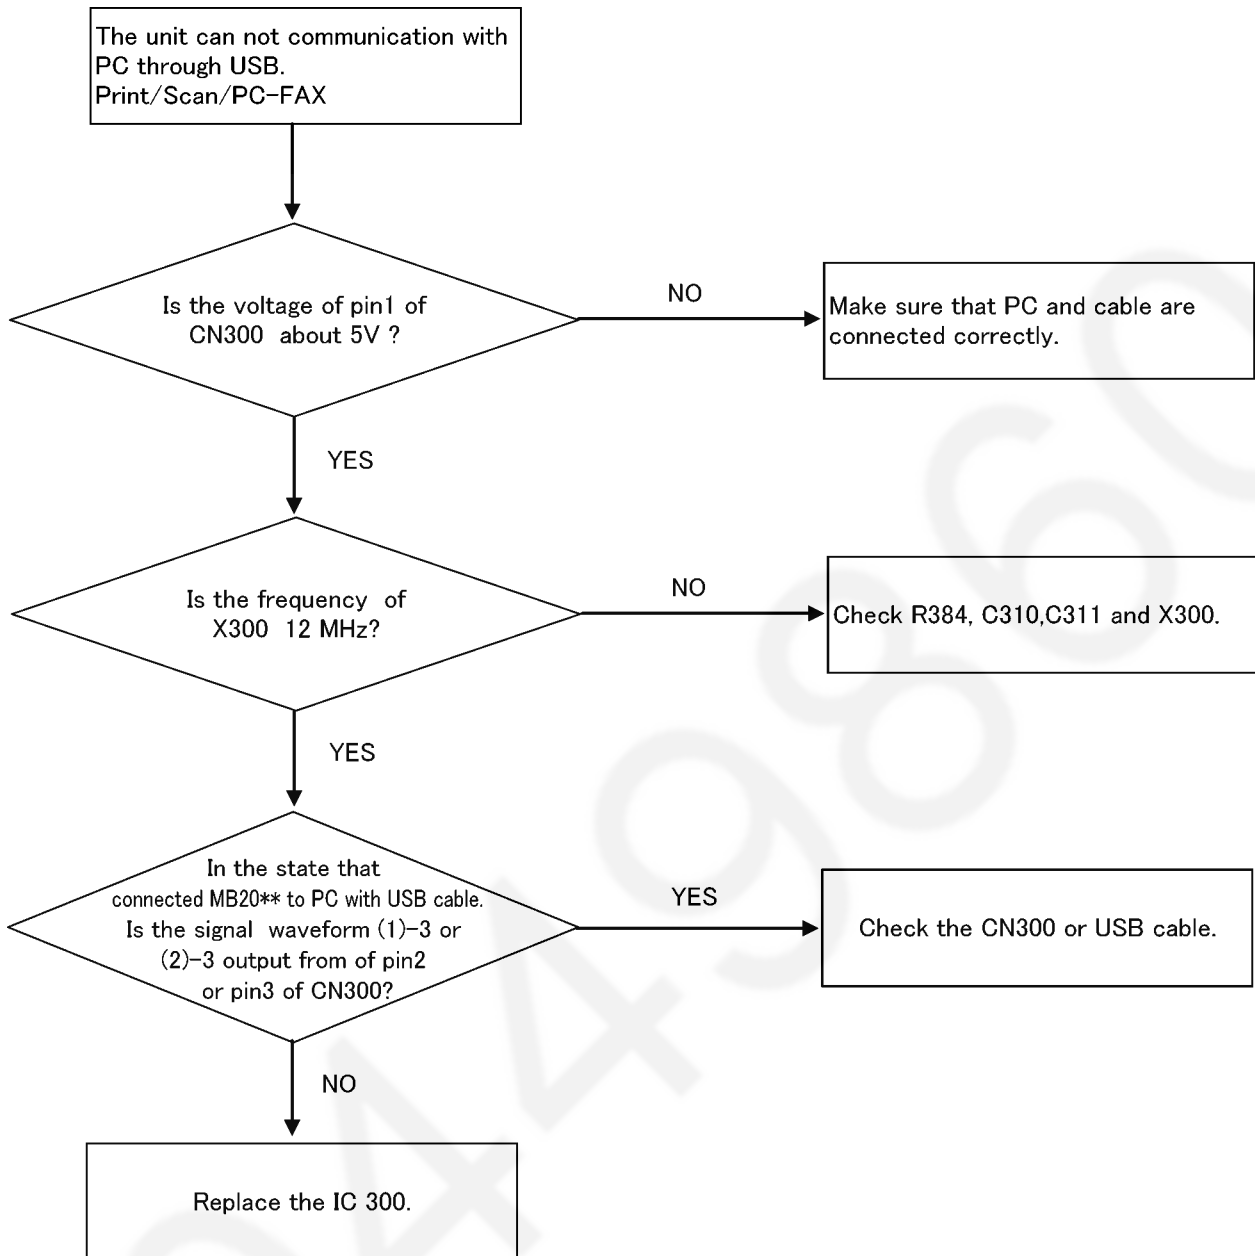 The unit can not communication with
PC through USB.
Print/Scan/PC-FAX
Is the voltage of pin1 of
CN300 about 5V ?
NO
Make sure that PC and cable are
connected correctly.
YES
Is the frequency of
X300 12 MHz?
NO
Check R384, C310,C311 and X300.
YES
In the state that
connected MB20** to PC with USB cable.
Is the signal waveform (1)-3 or
(2)-3 output from of pin2
or pin3 of CN300?
YES
Check the CN300 or USB cable.
NO
Replace the IC 300.